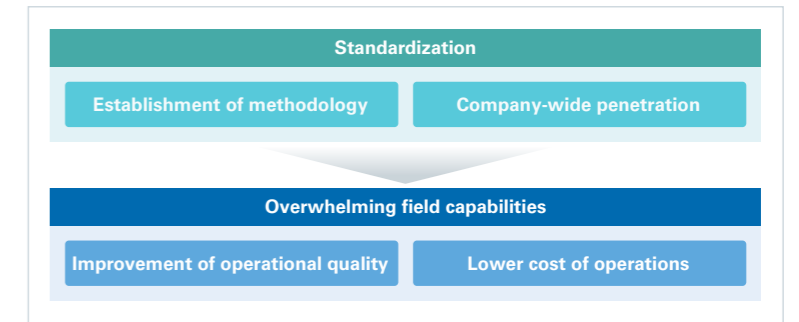 Standardization
Establishment of methodology
Company-wide penetration
Overwhelming field capabilities
Improvement of operational quality
Lower cost of operations